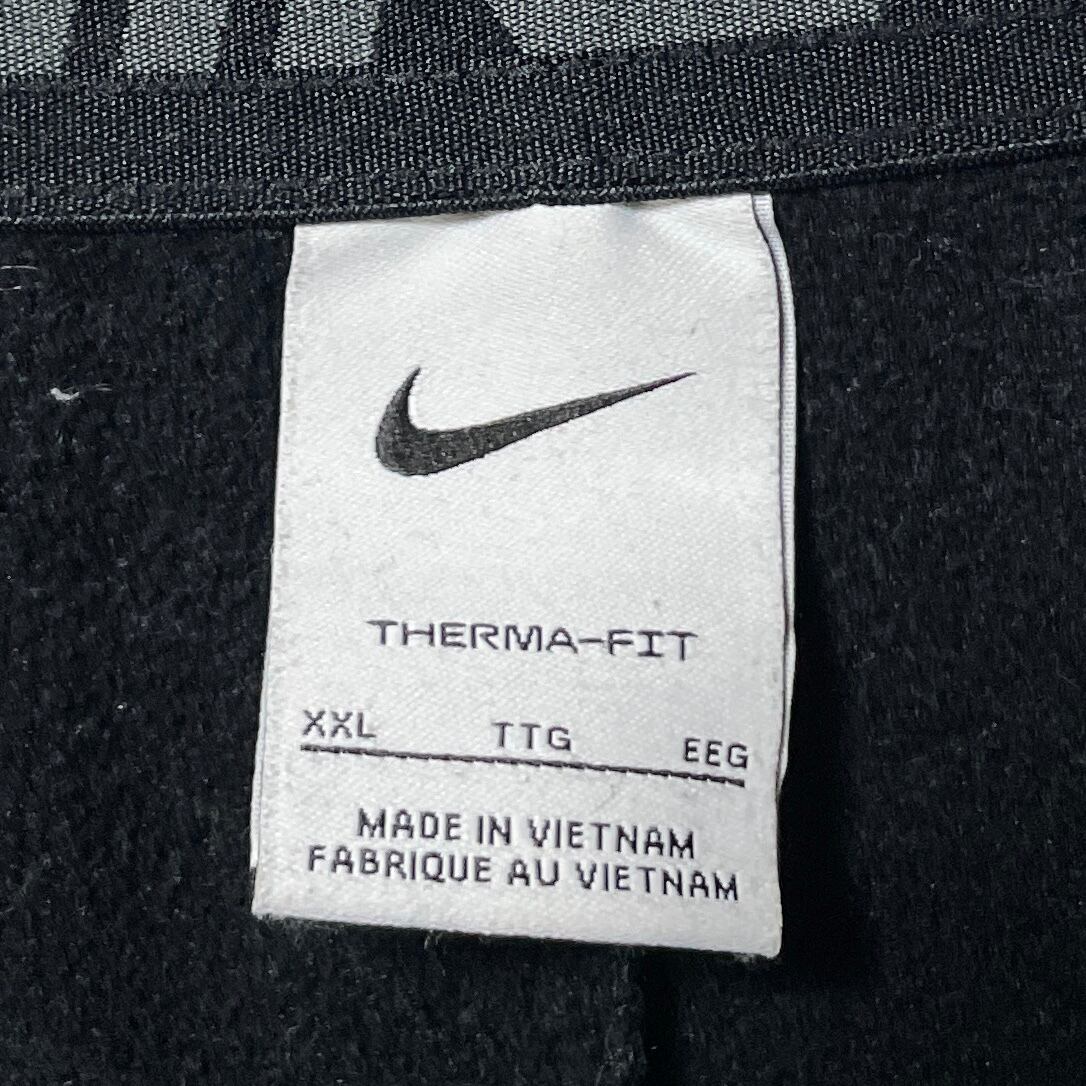 THERMA-FIT
XXL TTG EEG
MADE IN VIETNAM
FABRIQUE AU VIETNAM